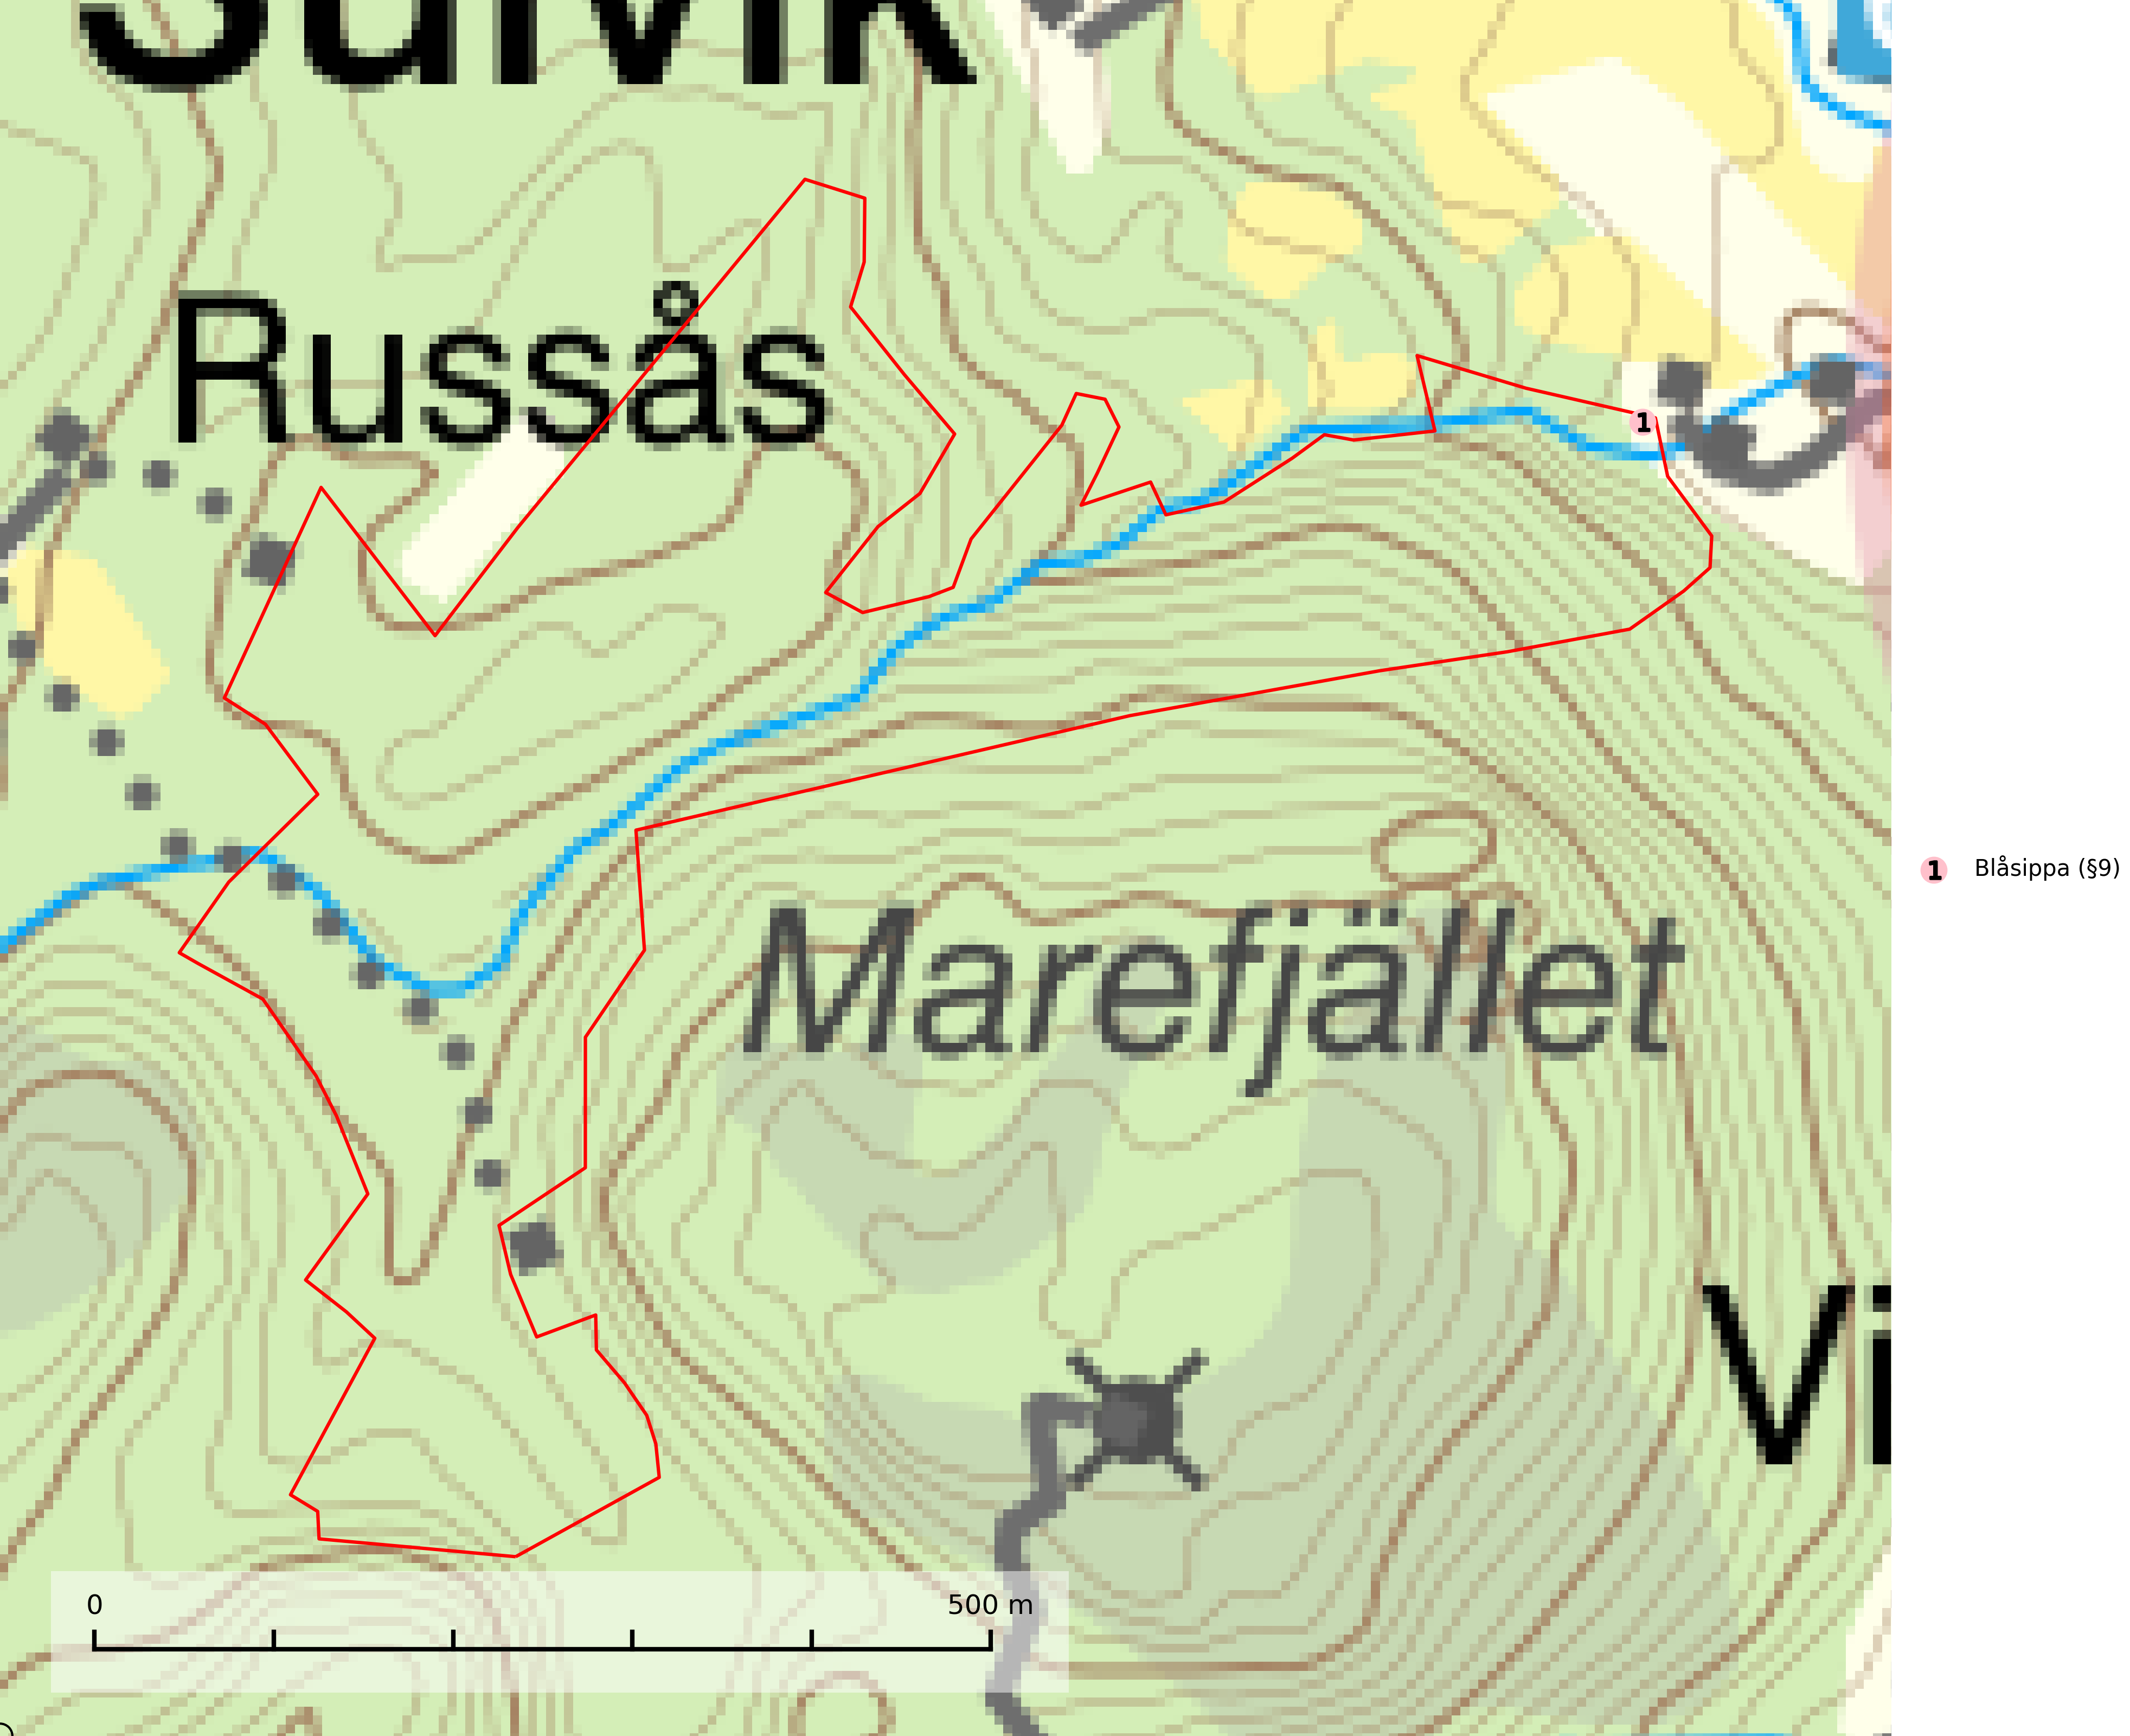 Russås
1
1 Blåsippa (§9)
Marefjället
0 500 m